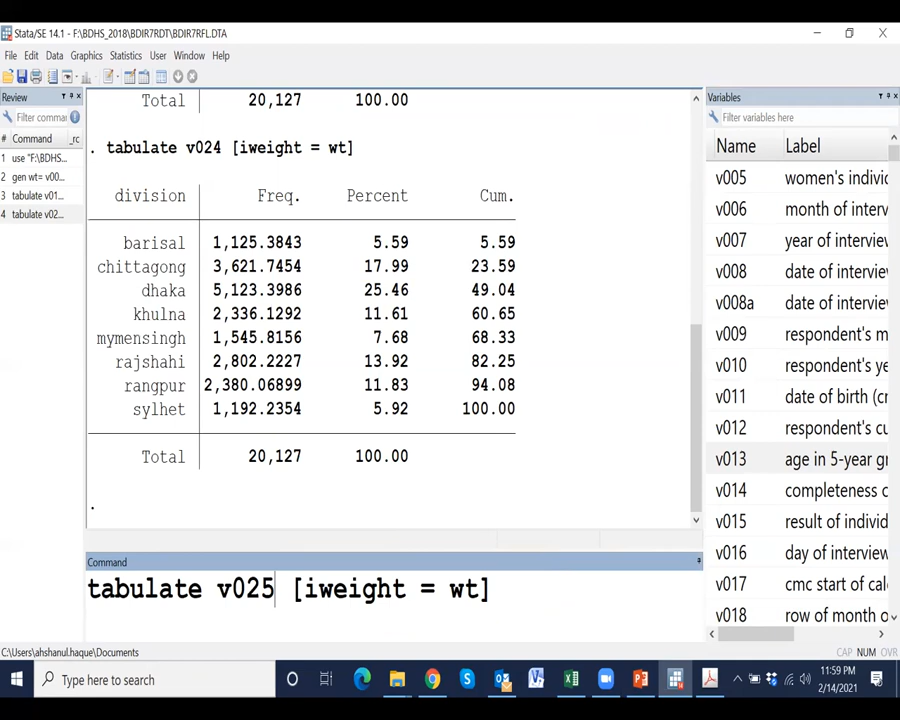 Stata/SE 14.1 - F:\BDHS_2018\BDIR7RDT\BDIR7RFL.DTA
File Edit Data Graphics Statistics User Window Help
Review
Filter comma
# Command _rc
1 use "F:\BDHS...
2 gen wt= v00...
3 tabulate v01...
4 tabulate v02...
Total 20,127 100.00
. tabulate v024 [iweight = wt]
division Freq. Percent Cum.
barisal 1,125.3843 5.59 5.59
chittagong 3,621.7454 17.99 23.59
dhaka 5,123.3986 25.46 49.04
khulna 2,336.1292 11.61 60.65
mymensingh 1,545.8156 7.68 68.33
rajshahi 2,802.2227 13.92 82.25
rangpur 2,380.06899 11.83 94.08
sylhet 1,192.2354 5.92 100.00
Total 20,127 100.00
.
Command
tabulate v025 [iweight = wt]
Variables
Filter variables here
Name Label
v005 women's individ
v006 month of interv
v007 year of interview
v008 date of interview
v008a date of interview
v009 respondent's m
v010 respondent's ye
v011 date of birth (cr
v012 respondent's cu
v013 age in 5-year gr
v014 completeness c
v015 result of individ
v016 day of interview
v017 cmc start of cal
v018 row of month o
C:\Users\ahshanul.haque\Documents
CAP NUM OVR
Type here to search
11:59 PM
2/14/2021